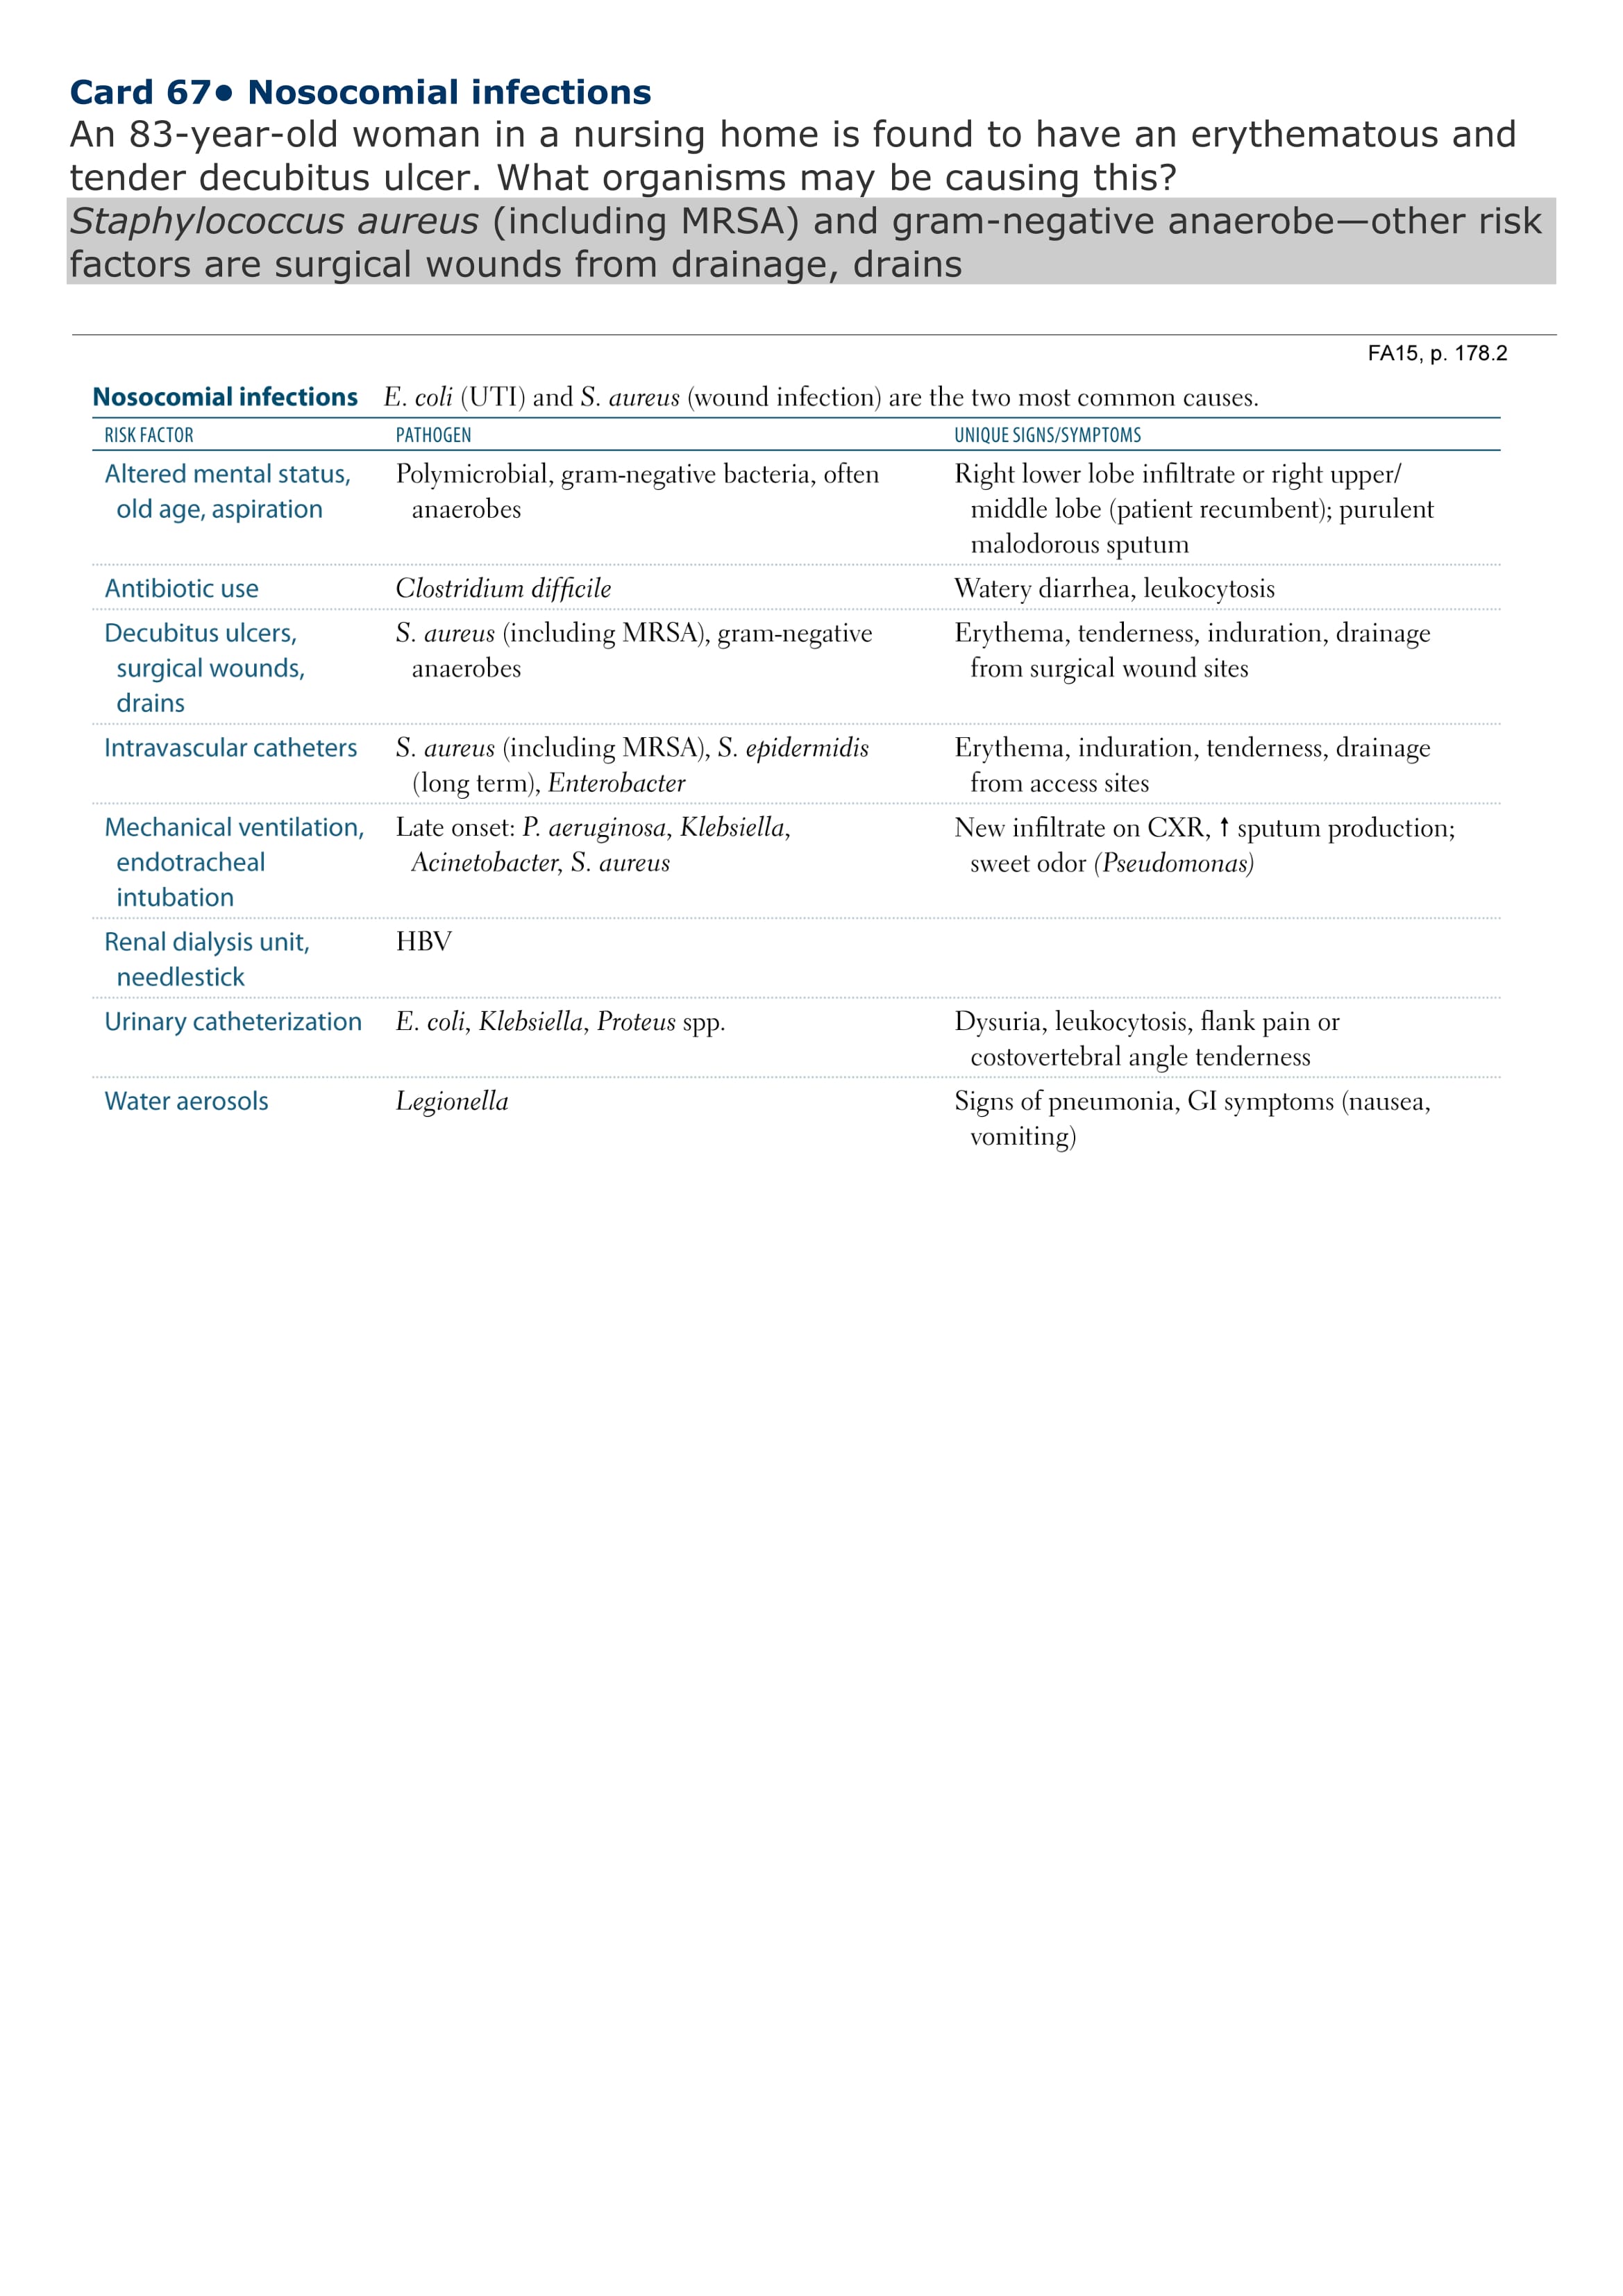 Card 67● Nosocomial infections
An 83-year-old woman in a nursing home is found to have an erythematous and
tender decubitus ulcer. What organisms may be causing this?
Staphylococcus aureus (including MRSA) and gram-negative anaerobe—other risk
factors are surgical wounds from drainage, drains
FA15, p. 178.2
Nosocomial infections E. coli (UTI) and S. aureus (wound infection) are the two most common causes.
RISK FACTOR PATHOGEN UNIQUE SIGNS/SYMPTOMS
Altered mental status, Polymicrobial, gram-negative bacteria, often Right lower lobe infiltrate or right upper/
old age, aspiration anaerobes middle lobe (patient recumbent); purulent
malodorous sputum
Antibiotic use Clostridium difficile Watery diarrhea, leukocytosis
Decubitus ulcers, S. aureus (including MRSA), gram-negative Erythema, tenderness, induration, drainage
surgical wounds, anaerobes from surgical wound sites
drains
Intravascular catheters S. aureus (including MRSA), S. epidermidis Erythema, induration, tenderness, drainage
(long term), Enterobacter from access sites
Mechanical ventilation, Late onset: P. aeruginosa, Klebsiella, New infiltrate on CXR, ↑ sputum production;
endotracheal Acinetobacter, S. aureus sweet odor (Pseudomonas)
intubation
Renal dialysis unit, HBV
needlestick
Urinary catheterization E. coli, Klebsiella, Proteus spp. Dysuria, leukocytosis, flank pain or
costovertebral angle tenderness
Water aerosols Legionella Signs of pneumonia, GI symptoms (nausea,
vomiting)